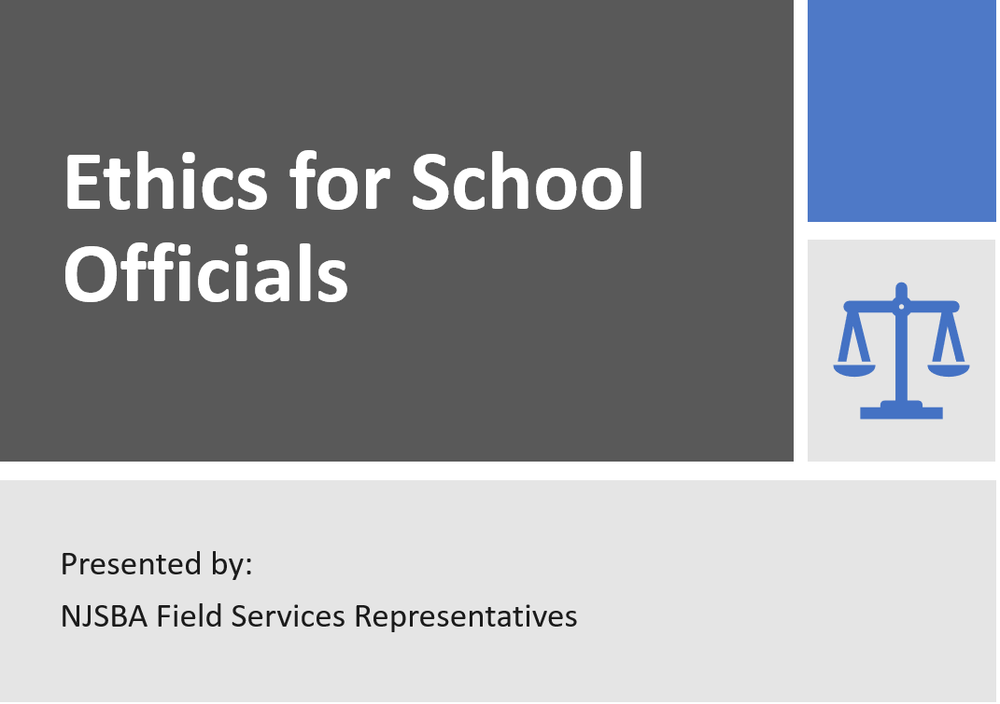 Ethics for School
Officials
Presented by:
NJSBA Field Services Representatives